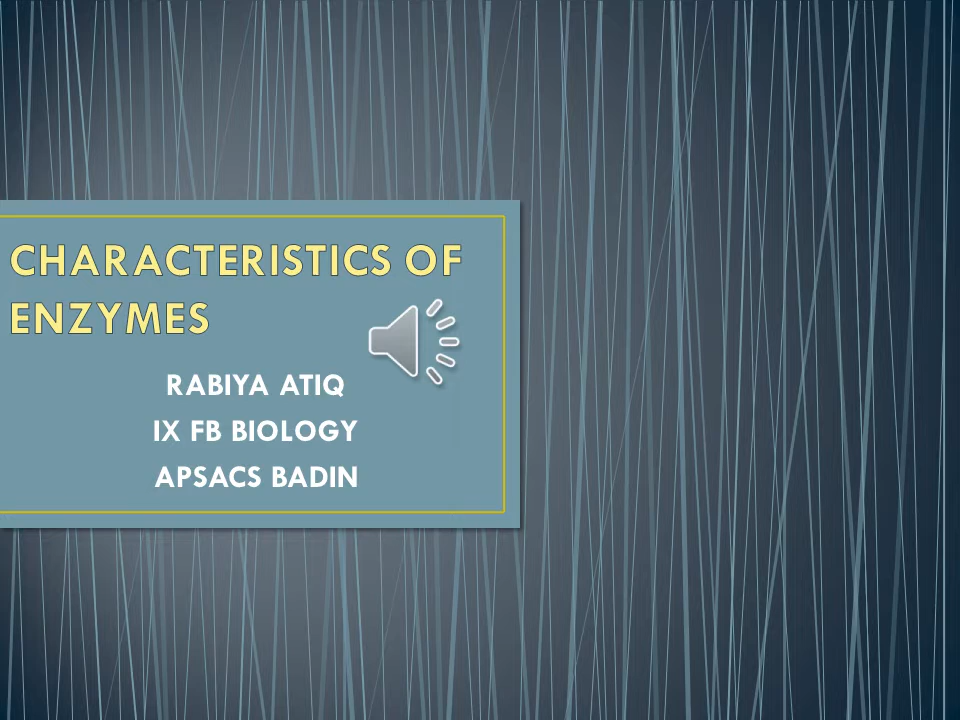 CHARACTERISTICS OF
ENZYMES
RABIYA ATIQ
IX FB BIOLOGY
APSACS BADIN